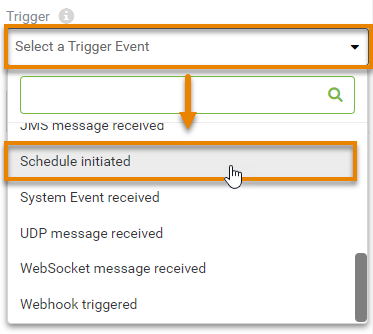 Trigger
Select a Trigger Event
JMS message received
Schedule initiated
System Event received
UDP message received
WebSocket message received
Webhook triggered